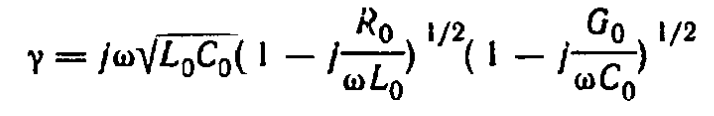 γ = jω√L₀C₀( 1 − j R₀/ωL₀ )^1/2( 1 − j G₀/ωC₀ )^1/2